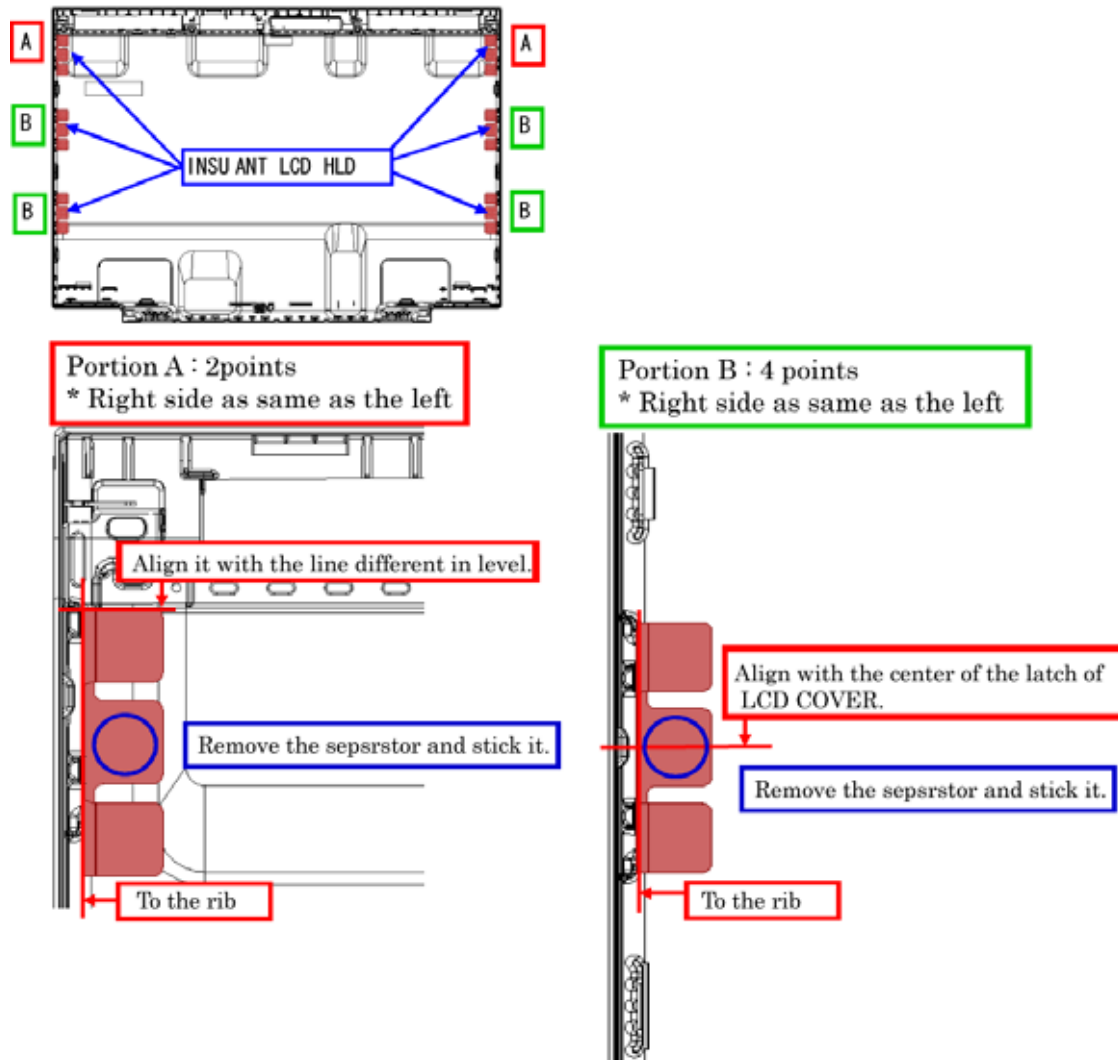 A
A
B
B
INSU ANT LCD HLD
B
B
Portion A : 2points
* Right side as same as the left
Portion B : 4 points
* Right side as same as the left
Align it with the line different in level.
Remove the sepsrstor and stick it.
To the rib
Align with the center of the latch of
LCD COVER.
Remove the sepsrstor and stick it.
To the rib